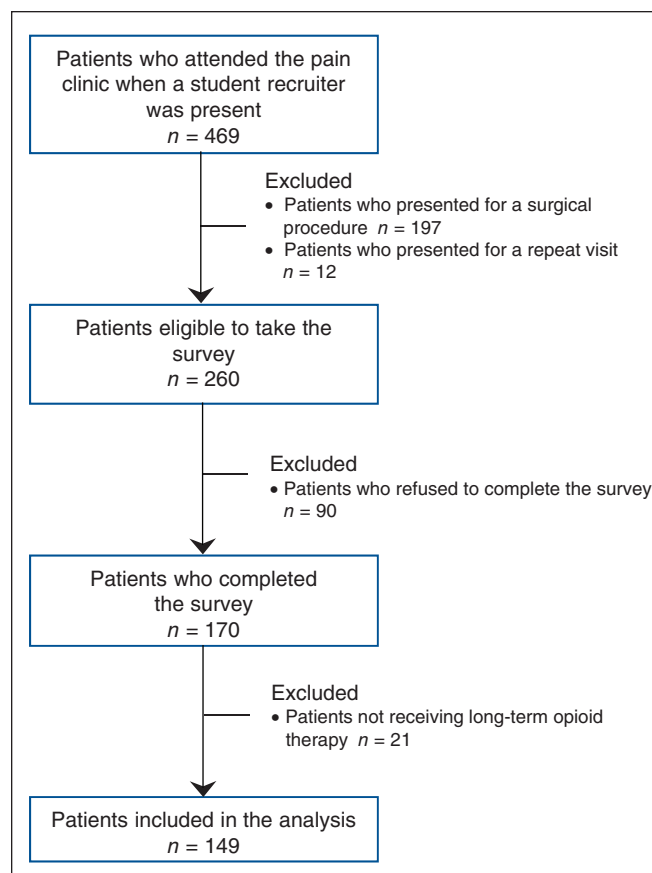 Patients who attended the pain
clinic when a student recruiter
was present
n = 469
Excluded
• Patients who presented for a surgical
procedure n = 197
• Patients who presented for a repeat visit
n = 12
Patients eligible to take the
survey
n = 260
Excluded
• Patients who refused to complete the survey
n = 90
Patients who completed
the survey
n = 170
Excluded
• Patients not receiving long-term opioid
therapy n = 21
Patients included in the analysis
n = 149